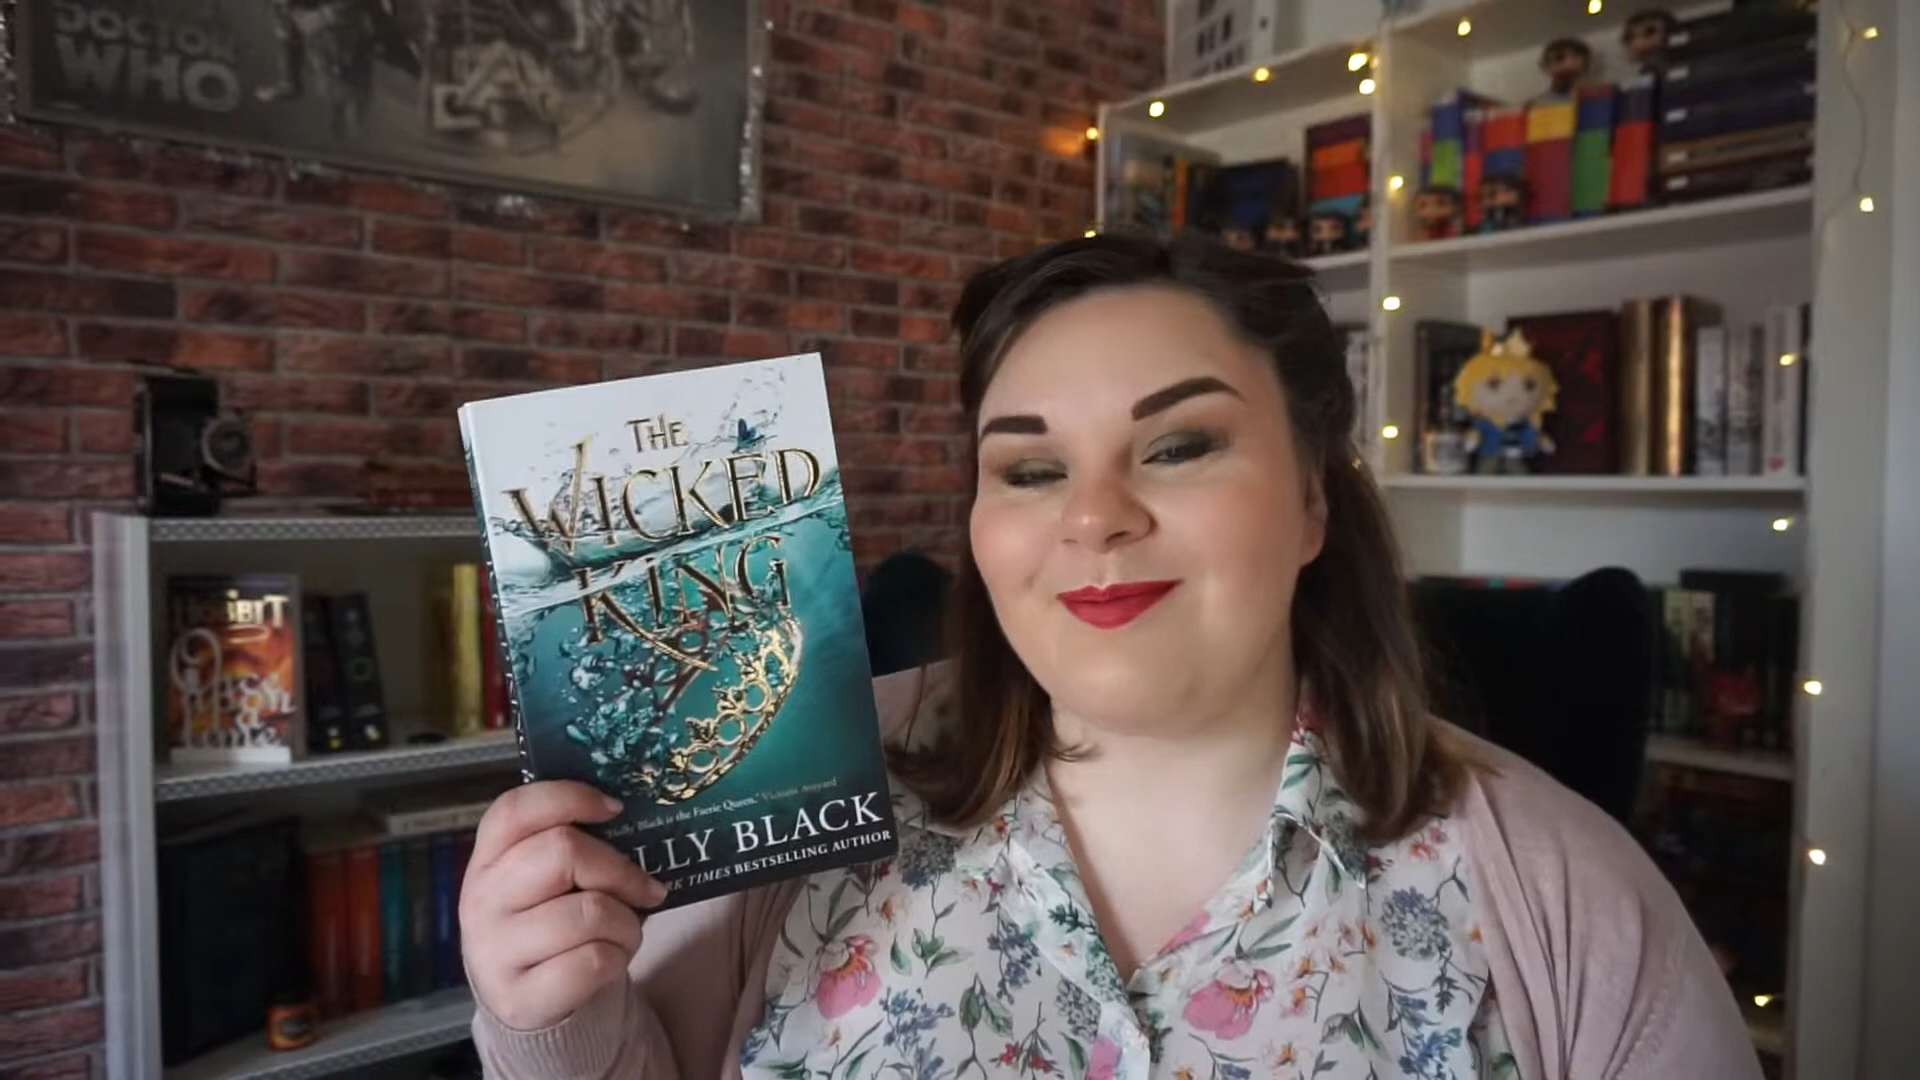 DOCTOR
WHO
THE
WICKED
KING
"Holly Black is the Faerie Queen." Victoria Aveyard
LLY BLACK
RK TIMES BESTSELLING AUTHOR